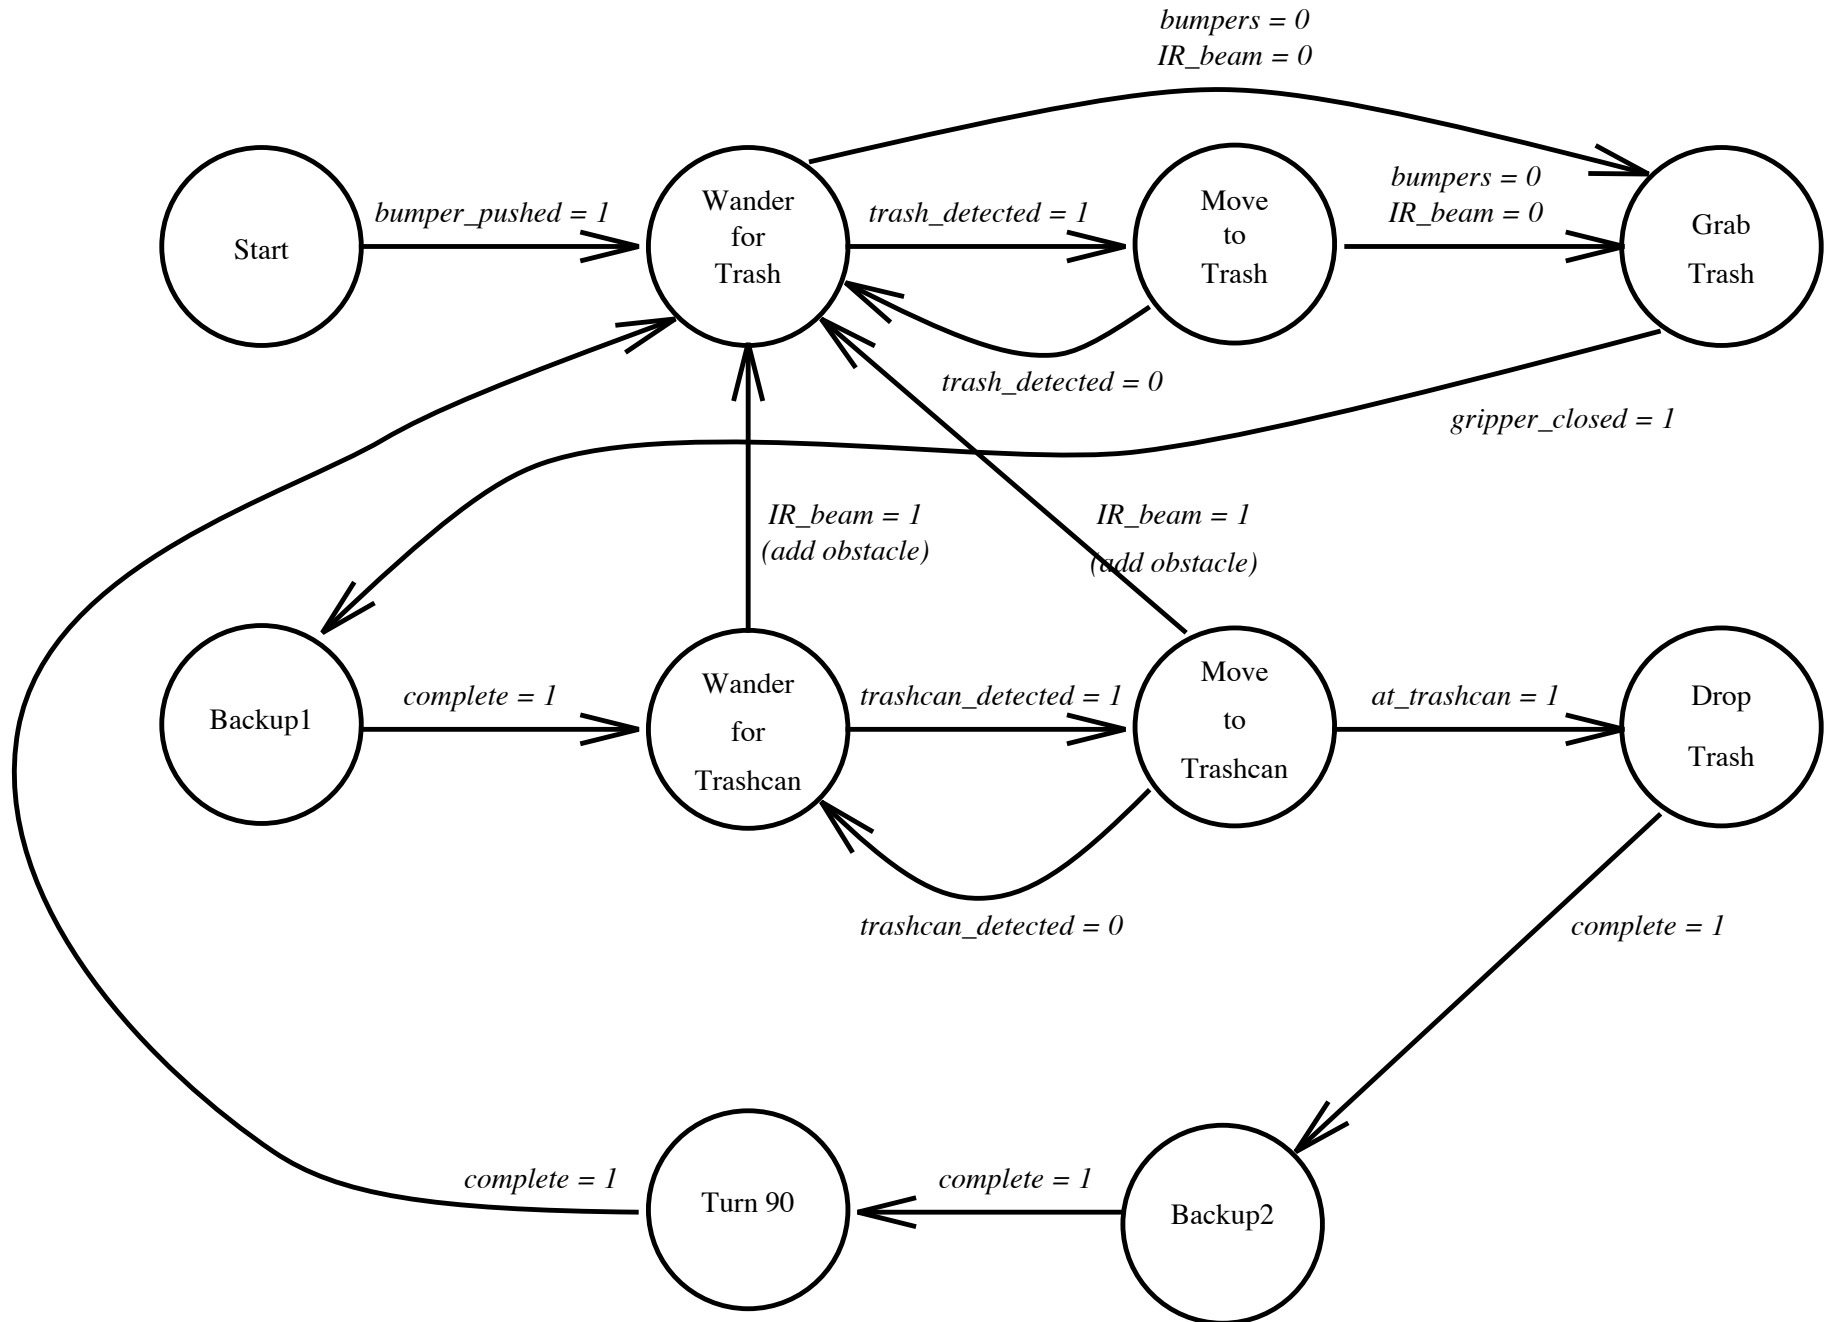 bumpers = 0
IR_beam = 0
Start
bumper_pushed = 1
Wander
for
Trash
trash_detected = 1
Move
to
Trash
bumpers = 0
IR_beam = 0
Grab
Trash
trash_detected = 0
gripper_closed = 1
IR_beam = 1
(add obstacle)
IR_beam = 1
(add obstacle)
Backup1
complete = 1
Wander
for
Trashcan
trashcan_detected = 1
Move
to
Trashcan
at_trashcan = 1
Drop
Trash
trashcan_detected = 0
complete = 1
complete = 1
Turn 90
complete = 1
Backup2